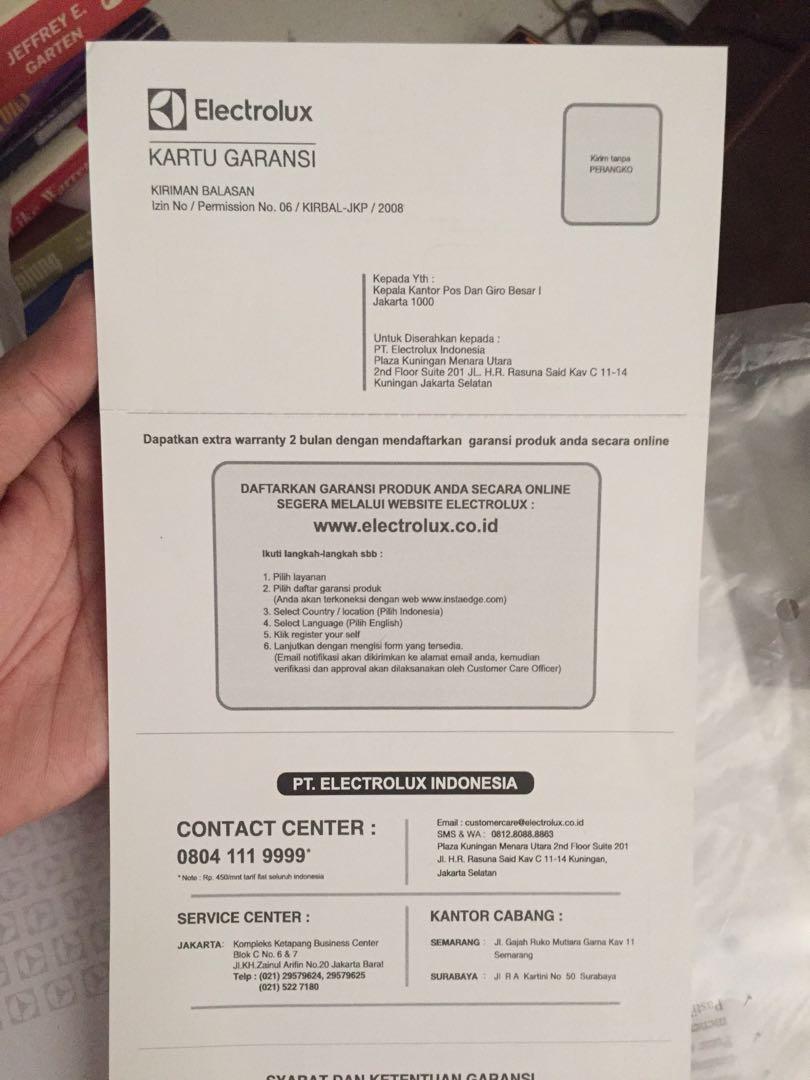 JEFFREY E.
GARTEN
Electrolux
KARTU GARANSI
KIRIMAN BALASAN
Izin No / Permission No. 06 / KIRBAL-JKP / 2008
Kirim tanpa
PERANGKO
Kepada Yth :
Kepala Kantor Pos Dan Giro Besar I
Jakarta 1000
Untuk Diserahkan kepada :
PT. Electrolux Indonesia
Plaza Kuningan Menara Utara
2nd Floor Suite 201 JL. H.R. Rasuna Said Kav C 11-14
Kuningan Jakarta Selatan
Dapatkan extra warranty 2 bulan dengan mendaftarkan garansi produk anda secara online
DAFTARKAN GARANSI PRODUK ANDA SECARA ONLINE
SEGERA MELALUI WEBSITE ELECTROLUX :
www.electrolux.co.id
Ikuti langkah-langkah sbb :
1. Pilih layanan
2. Pilih daftar garansi produk
(Anda akan terkoneksi dengan web www.instaedge.com)
3. Select Country / location (Pilih Indonesia)
4. Select Language (Pilih English)
5. Klik register your self
6. Lanjutkan dengan mengisi form yang tersedia.
(Email notifikasi akan dikirimkan ke alamat email anda, kemudian
verifikasi dan approval akan dilaksanakan oleh Customer Care Officer)
PT. ELECTROLUX INDONESIA
CONTACT CENTER :
0804 111 9999*
*Note : Rp. 450/mnt tarif flat seluruh indonesia
Email : customercare@electrolux.co.id
SMS & WA : 0812.8088.8863
Plaza Kuningan Menara Utara 2nd Floor Suite 201
Jl. H.R. Rasuna Said Kav C 11-14 Kuningan,
Jakarta Selatan
SERVICE CENTER :
JAKARTA: Kompleks Ketapang Business Center
Blok C No. 6 & 7
Jl.KH.Zainul Arifin No.20 Jakarta Barat
Telp : (021) 29579624, 29579625
(021) 522 7180
KANTOR CABANG :
SEMARANG : Jl. Gajah Ruko Mutiara Gama Kav 11
Semarang
SURABAYA : Jl R A Kartini No 50 Surabaya
SYARAT DAN KETENTUAN GARANSI